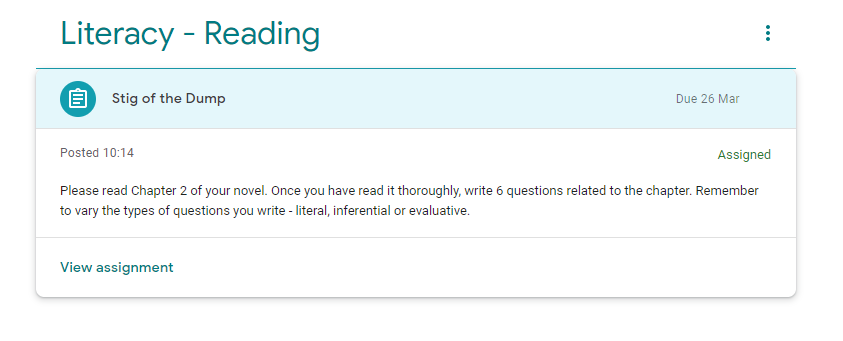 Literacy - Reading
Stig of the Dump
Due 26 Mar
Posted 10:14
Assigned
Please read Chapter 2 of your novel. Once you have read it thoroughly, write 6 questions related to the chapter. Remember
to vary the types of questions you write - literal, inferential or evaluative.
View assignment